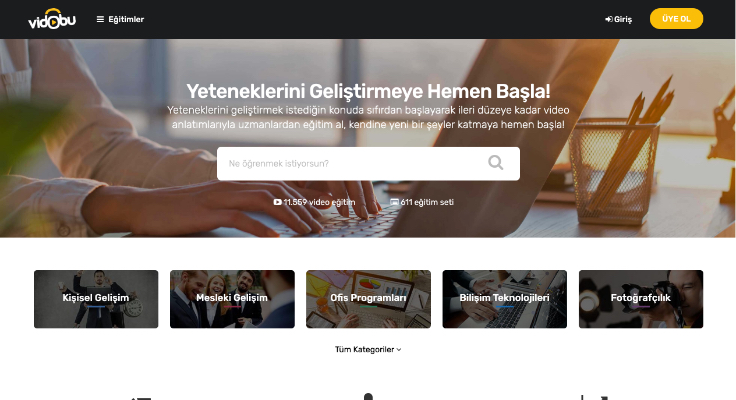 vidobu
Eğitimler
Giriş
ÜYE OL
Yeteneklerini Geliştirmeye Hemen Başla!
Yeteneklerini geliştirmek istediğin konuda sıfırdan başlayarak ileri düzeye kadar video
anlatımlarıyla uzmanlardan eğitim al, kendine yeni bir şeyler katmaya hemen başla!
Ne öğrenmek istiyorsun?
11.559 video eğitim
611 eğitim seti
Kişisel Gelişim
Mesleki Gelişim
Ofis Programları
Bilişim Teknolojileri
Fotoğrafçılık
Tüm Kategoriler